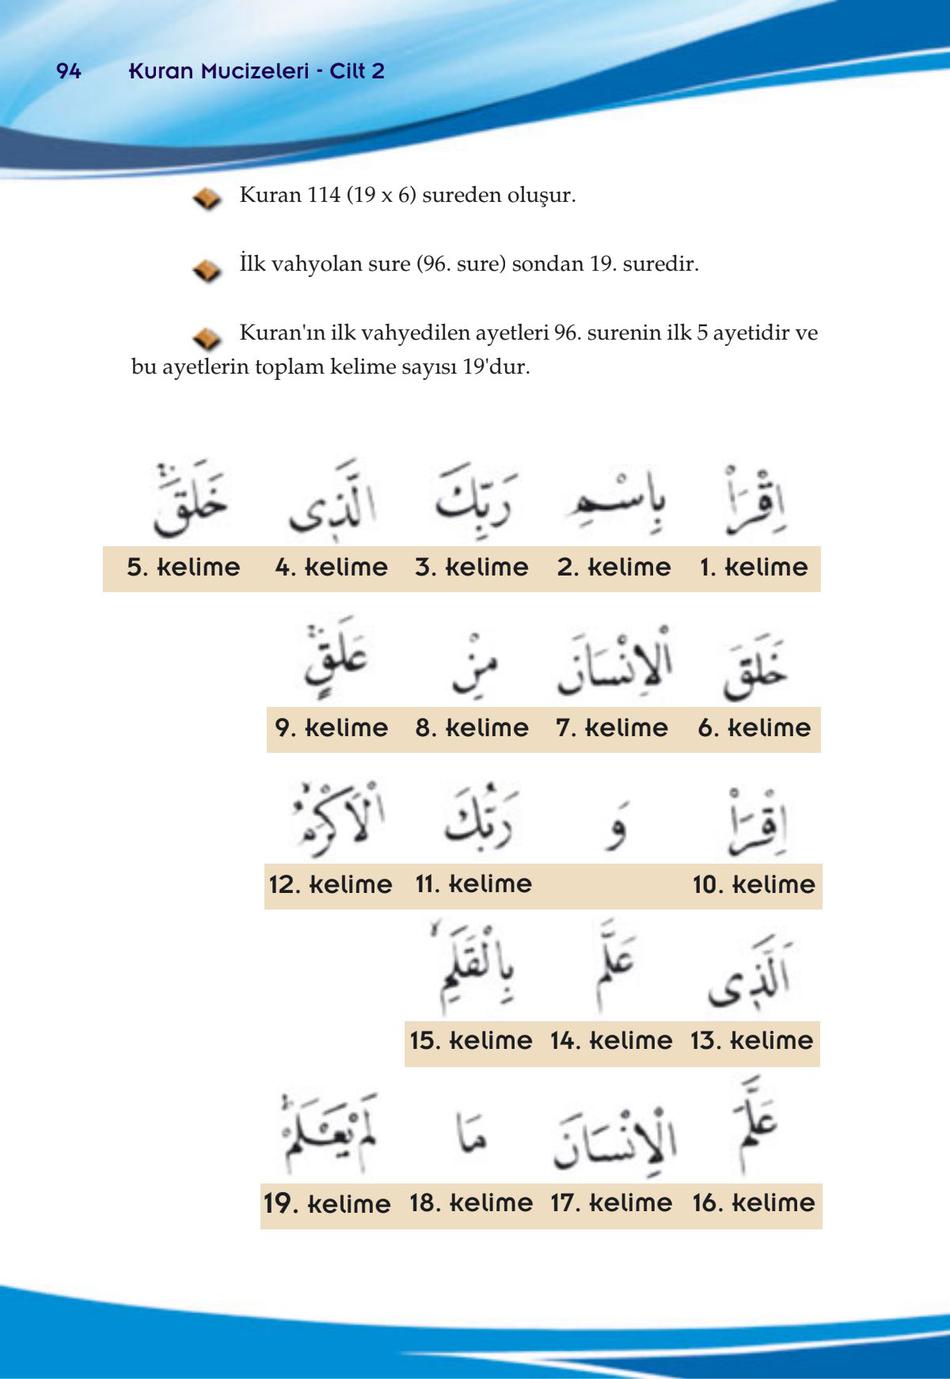 94 Kuran Mucizeleri - Cilt 2
Kuran 114 (19 x 6) sureden oluşur.
İlk vahyolan sure (96. sure) sondan 19. suredir.
Kuran'ın ilk vahyedilen ayetleri 96. surenin ilk 5 ayetidir ve
bu ayetlerin toplam kelime sayısı 19'dur.
اِقْرَاْ بِاسْمِ رَبِّكَ الَّذ۪ى خَلَقَۚ
5. kelime 4. kelime 3. kelime 2. kelime 1. kelime
خَلَقَ الْاِنْسَانَ مِنْ عَلَقٍۚ
9. kelime 8. kelime 7. kelime 6. kelime
اِقْرَاْ وَ رَبُّكَ الْاَكْرَمُۙ
12. kelime 11. kelime 10. kelime
اَلَّذ۪ى عَلَّمَ بِالْقَلَمِۙ
15. kelime 14. kelime 13. kelime
عَلَّمَ الْاِنْسَانَ مَا لَمْ يَعْلَمْۜ
19. kelime 18. kelime 17. kelime 16. kelime